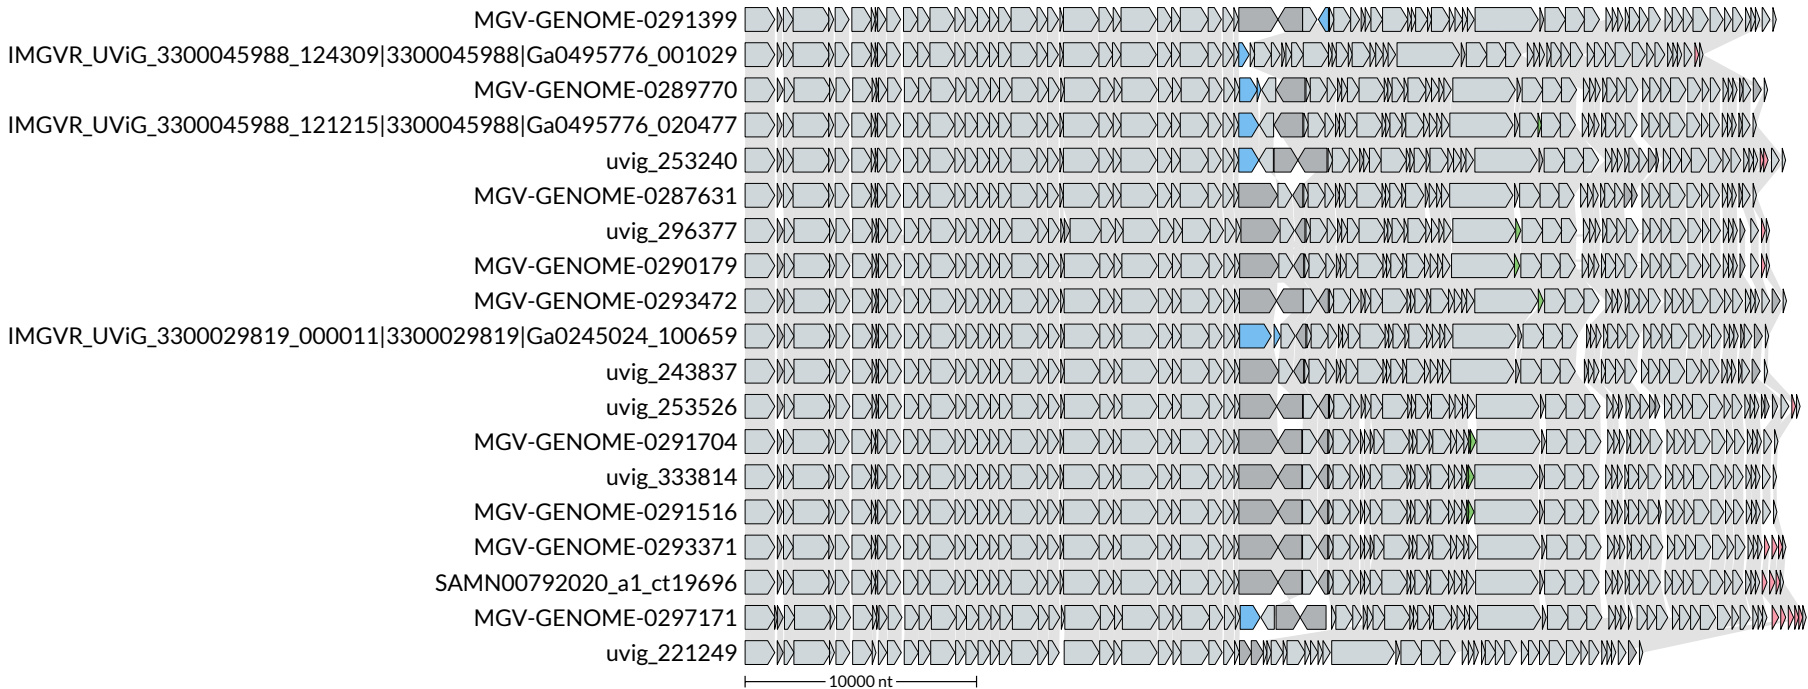 MGV-GENOME-0291399
IMGVR_UViG_3300045988_124309|3300045988|Ga0495776_001029
MGV-GENOME-0289770
IMGVR_UViG_3300045988_121215|3300045988|Ga0495776_020477
uvig_253240
MGV-GENOME-0287631
uvig_296377
MGV-GENOME-0290179
MGV-GENOME-0293472
IMGVR_UViG_3300029819_000011|3300029819|Ga0245024_100659
uvig_243837
uvig_253526
MGV-GENOME-0291704
uvig_333814
MGV-GENOME-0291516
MGV-GENOME-0293371
SAMN00792020_a1_ct19696
MGV-GENOME-0297171
uvig_221249
10000 nt